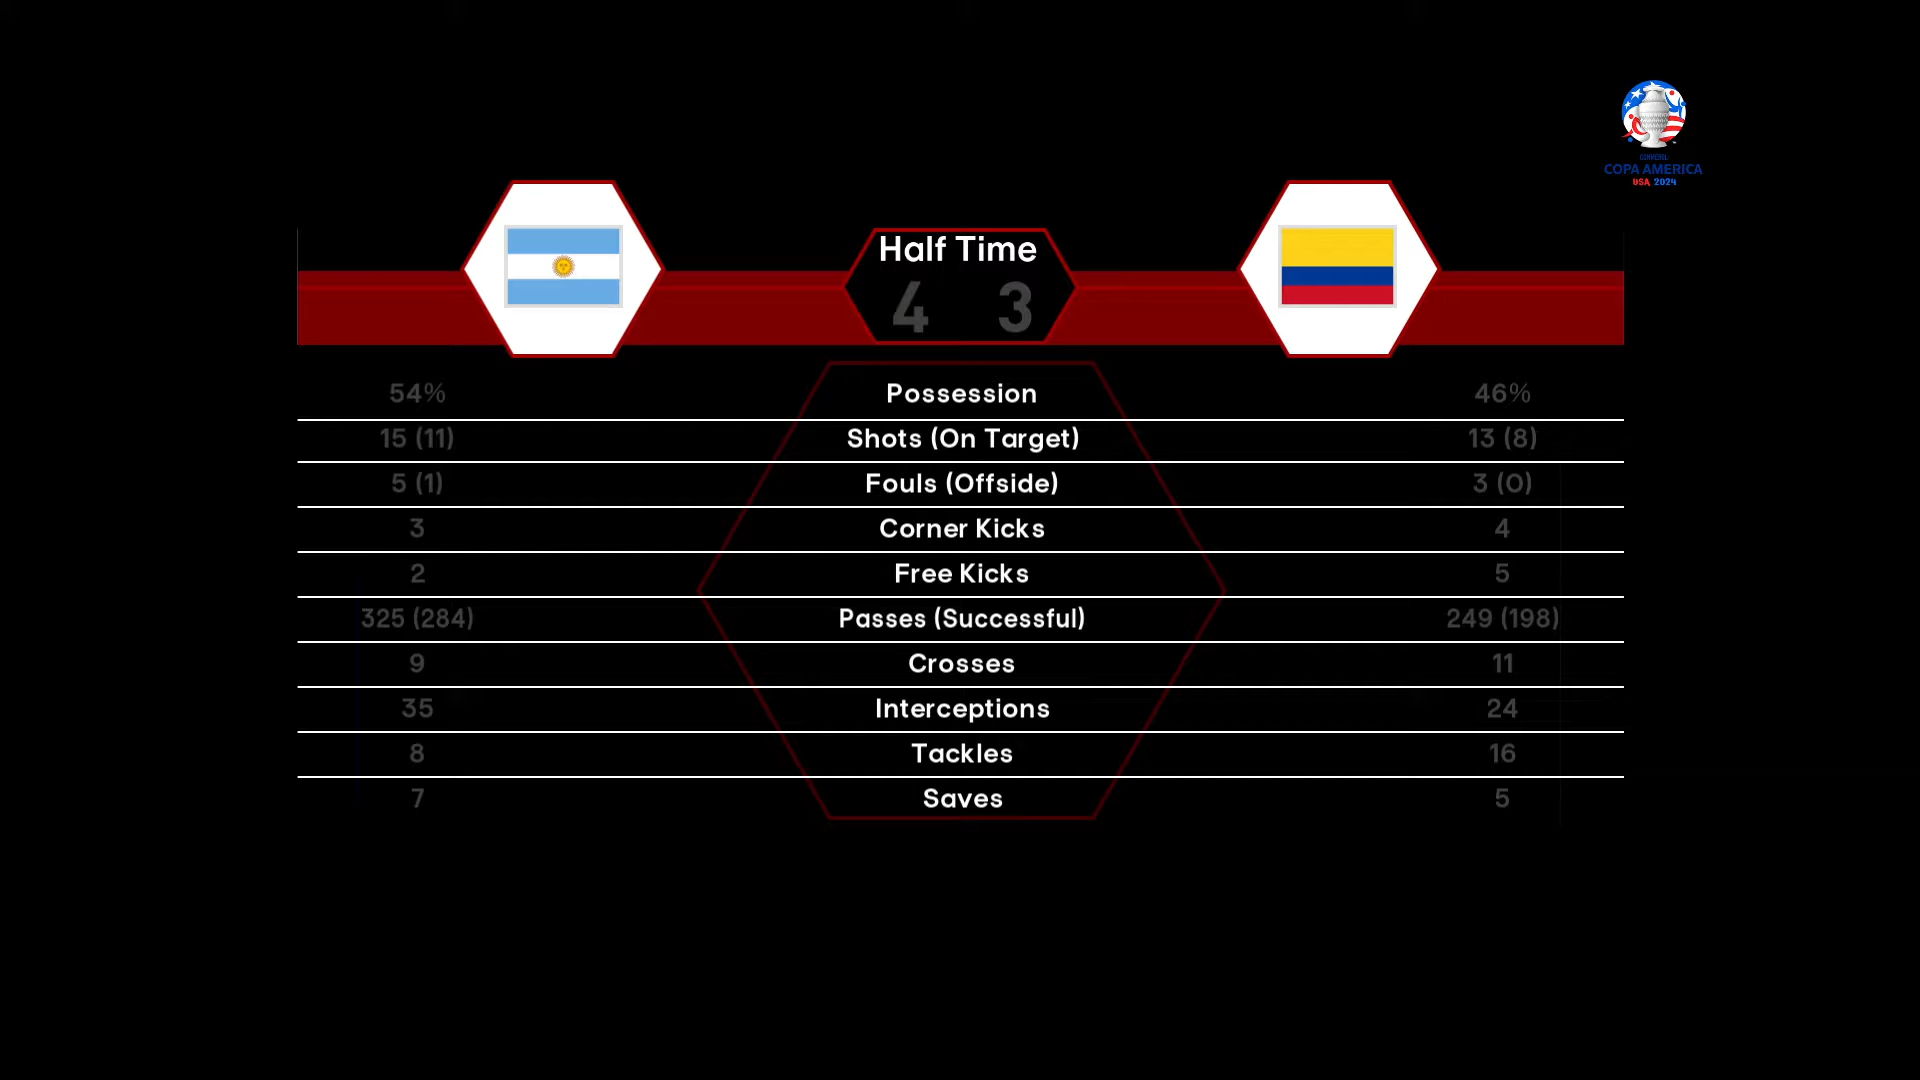 CONMEBOL
COPA AMERICA
USA 2024
Half Time
4 3
54% Possession 46%
15 (11) Shots (On Target) 13 (8)
5 (1) Fouls (Offside) 3 (0)
3 Corner Kicks 4
2 Free Kicks 5
325 (284) Passes (Successful) 249 (198)
9 Crosses 11
35 Interceptions 24
8 Tackles 16
7 Saves 5